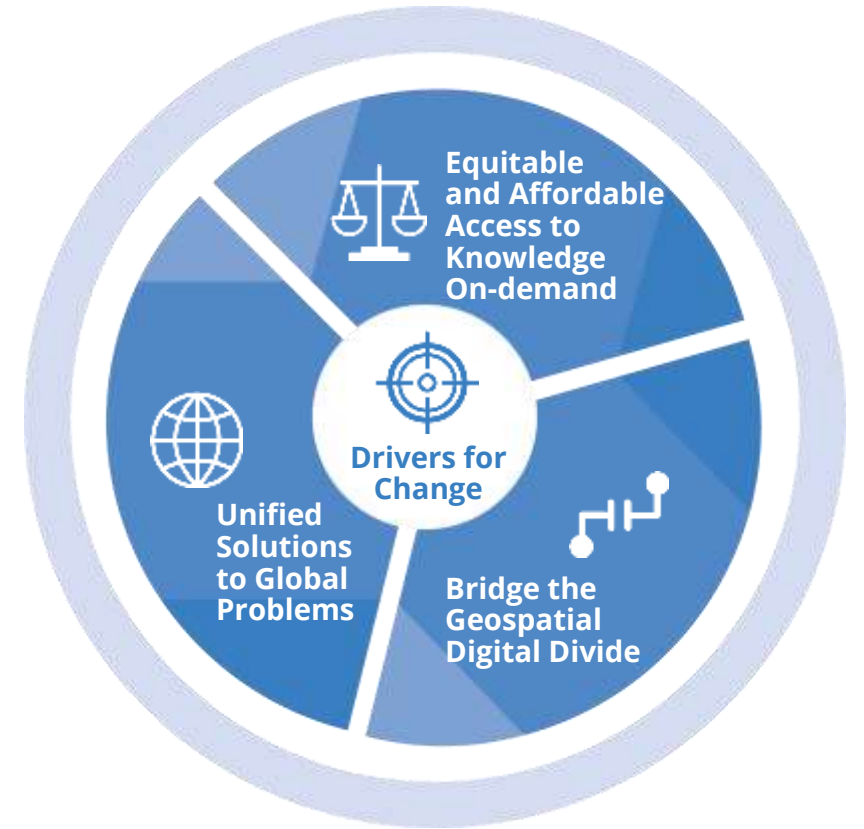 Equitable
and Affordable
Access to
Knowledge
On-demand
Drivers for
Change
Unified
Solutions
to Global
Problems
Bridge the
Geospatial
Digital Divide